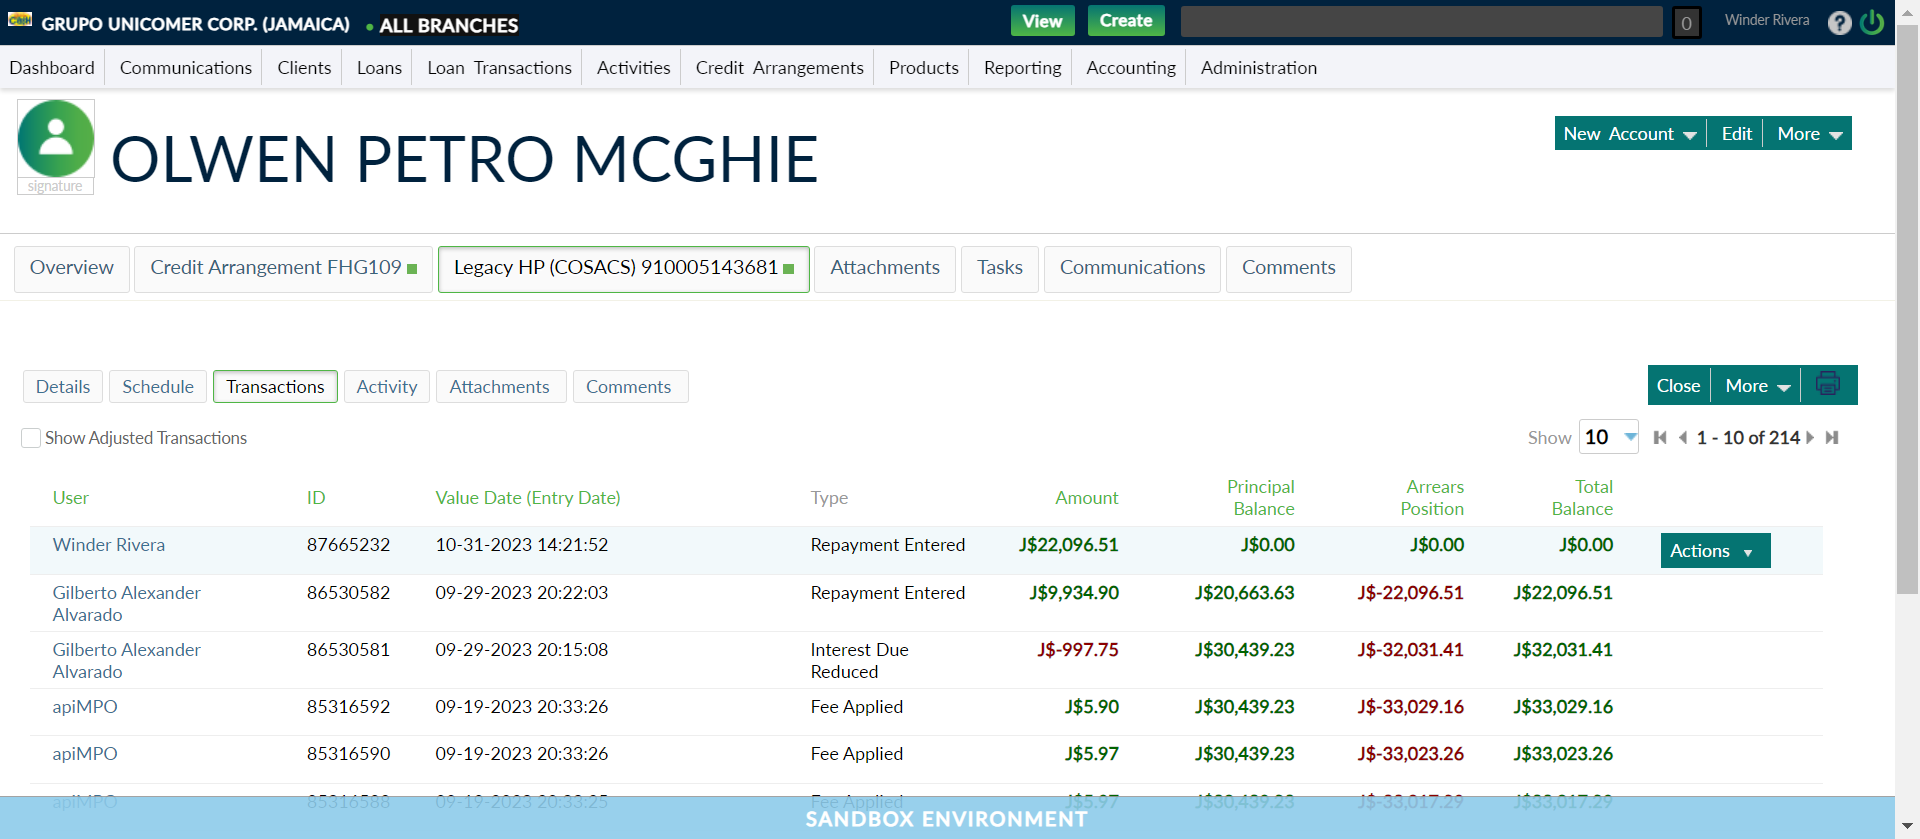 GRUPO UNICOMER CORP. (JAMAICA) ● ALL BRANCHES View Create 0 Winder Rivera ?
Dashboard Communications Clients Loans Loan Transactions Activities Credit Arrangements Products Reporting Accounting Administration
OLWEN PETRO MCGHIE
New Account Edit More
signature
Overview Credit Arrangement FHG109 Legacy HP (COSACS) 910005143681 Attachments Tasks Communications Comments
Details Schedule Transactions Activity Attachments Comments Close More
Show Adjusted Transactions Show 10 1 - 10 of 214
User ID Value Date (Entry Date) Type Amount Principal Balance Arrears Position Total Balance
Winder Rivera 87665232 10-31-2023 14:21:52 Repayment Entered J$22,096.51 J$0.00 J$0.00 J$0.00 Actions
Gilberto Alexander Alvarado 86530582 09-29-2023 20:22:03 Repayment Entered J$9,934.90 J$20,663.63 J$-22,096.51 J$22,096.51
Gilberto Alexander Alvarado 86530581 09-29-2023 20:15:08 Interest Due Reduced J$-997.75 J$30,439.23 J$-32,031.41 J$32,031.41
apiMPO 85316592 09-19-2023 20:33:26 Fee Applied J$5.90 J$30,439.23 J$-33,029.16 J$33,029.16
apiMPO 85316590 09-19-2023 20:33:26 Fee Applied J$5.97 J$30,439.23 J$-33,023.26 J$33,023.26
apiMPO 85316588 09-19-2023 20:33:25 Fee Applied J$5.97 J$30,439.23 J$-33,017.29 J$33,017.29
SANDBOX ENVIRONMENT